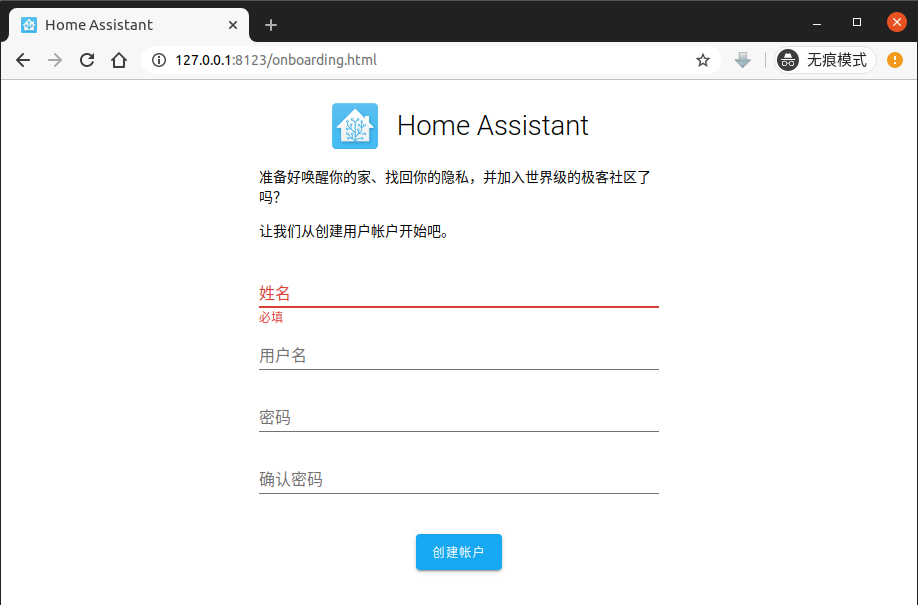 Home Assistant
127.0.0.1:8123/onboarding.html
无痕模式
Home Assistant
准备好唤醒你的家、找回你的隐私，并加入世界级的极客社区了
吗？
让我们从创建用户帐户开始吧。
姓名
必填
用户名
密码
确认密码
创建帐户